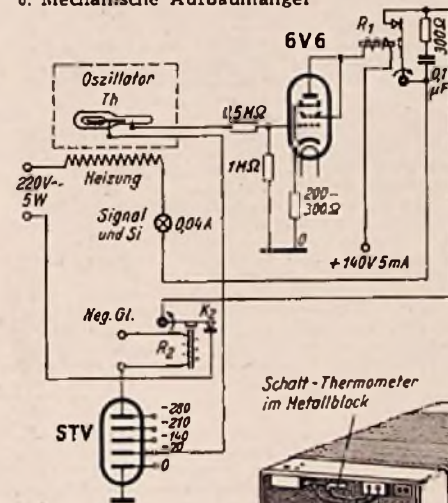 6. Mechanische Aufbaumängel
6V6
R1
300Ω
0,1 µF
Oszillator
Th
0,5MΩ
1MΩ
200-
300Ω
0
220V~
5W
Heizung
Signal
und Si
0,04A
+140V 5mA
Neg. Gl.
K2
R2
STV
-280
-210
-140
-70
0
Schalt-Thermometer
im Metallblock